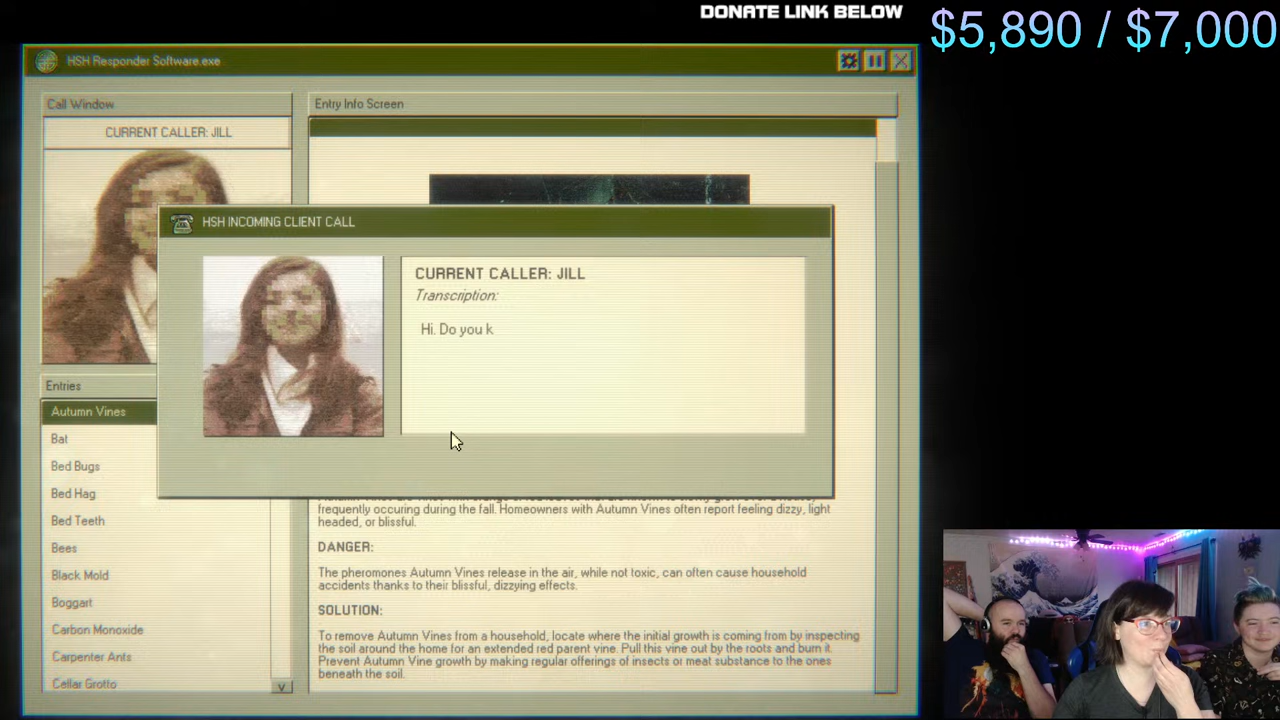 DONATE LINK BELOW
$5,890 / $7,000
HSH Responder Software.exe
Call Window
Entry Info Screen
CURRENT CALLER: JILL
HSH INCOMING CLIENT CALL
CURRENT CALLER: JILL
Transcription:
Hi. Do you k
Entries
Autumn Vines
Bat
Bed Bugs
Bed Hag
Bed Teeth
Bees
Black Mold
Boggart
Carbon Monoxide
Carpenter Ants
Cellar Grotto
V
frequently occuring during the fall. Homeowners with Autumn Vines often report feeling dizzy, light
headed, or blissful.
DANGER:
The pheromones Autumn Vines release in the air, while not toxic, can often cause household
accidents thanks to their blissful, dizzying effects.
SOLUTION:
To remove Autumn Vines from a household, locate where the initial growth is coming from by inspecting
the soil around the home for an extended red parent vine. Pull this vine out by the roots and burn it.
Prevent Autumn Vine growth by making regular offerings of insects or meat substance to the ones
beneath the soil.